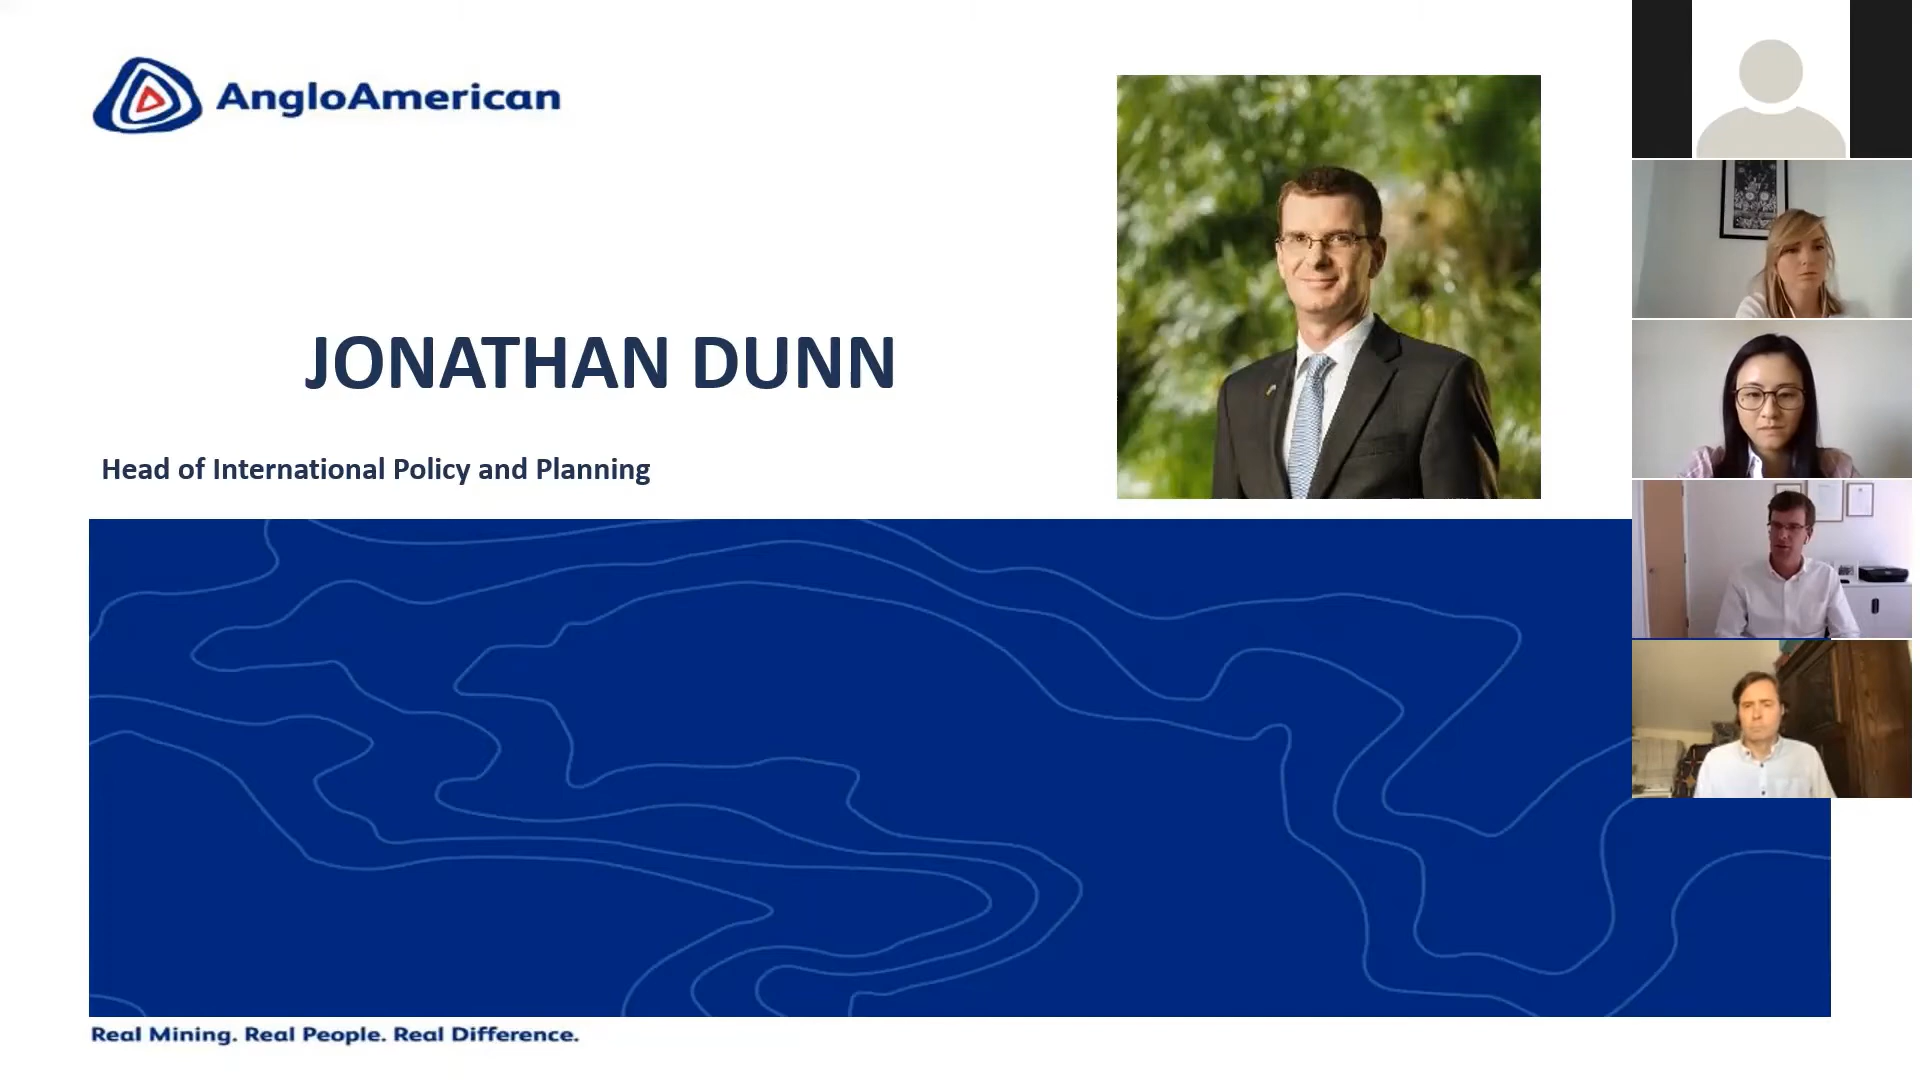 AngloAmerican
JONATHAN DUNN
Head of International Policy and Planning
Real Mining. Real People. Real Difference.